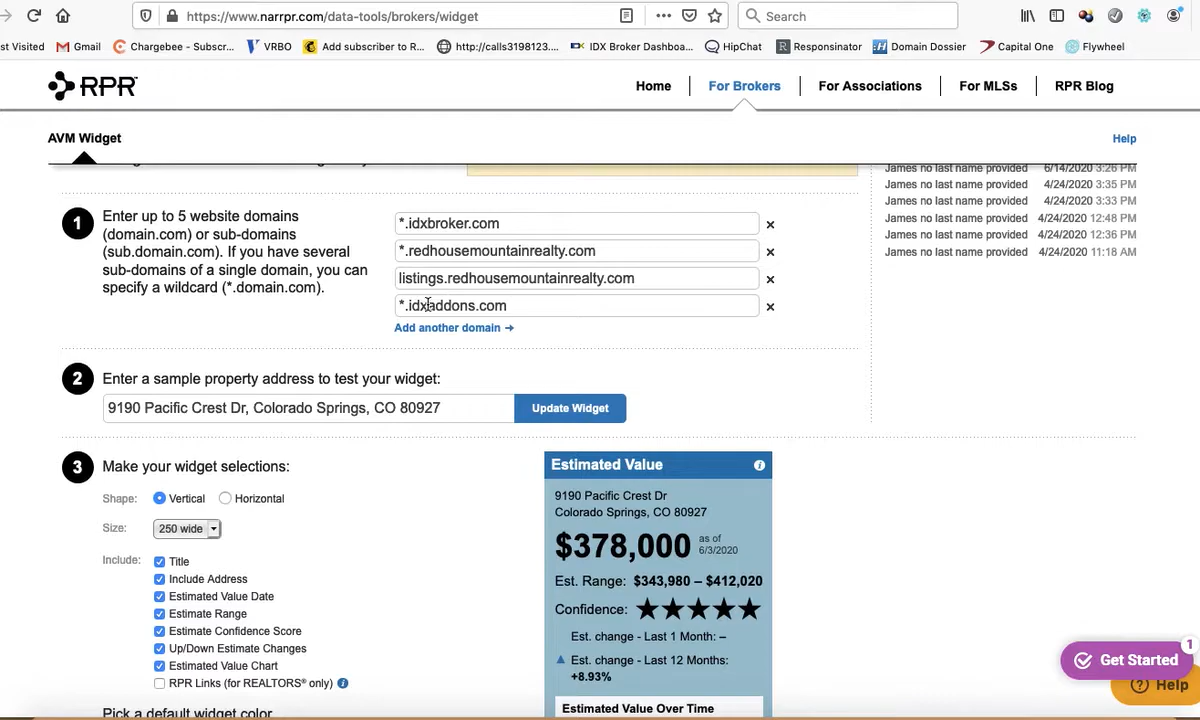 https://www.narrpr.com/data-tools/brokers/widget
Search
st Visited
Gmail
Chargebee - Subscr...
VRBO
Add subscriber to R...
http://calls3198123....
IDX Broker Dashboa...
HipChat
Responsinator
Domain Dossier
Capital One
Flywheel
RPR
Home
For Brokers
For Associations
For MLSs
RPR Blog
AVM Widget
Help
James no last name provided 6/14/2020 3:26 PM
James no last name provided 4/24/2020 3:35 PM
James no last name provided 4/24/2020 3:33 PM
James no last name provided 4/24/2020 12:48 PM
James no last name provided 4/24/2020 12:36 PM
James no last name provided 4/24/2020 11:18 AM
1
Enter up to 5 website domains
(domain.com) or sub-domains
(sub.domain.com). If you have several
sub-domains of a single domain, you can
specify a wildcard (*.domain.com).
*.idxbroker.com
*.redhousemountainrealty.com
listings.redhousemountainrealty.com
*.idxaddons.com
Add another domain →
2
Enter a sample property address to test your widget:
9190 Pacific Crest Dr, Colorado Springs, CO 80927
Update Widget
3
Make your widget selections:
Shape: Vertical Horizontal
Size: 250 wide
Include: Title
Include Address
Estimated Value Date
Estimate Range
Estimate Confidence Score
Up/Down Estimate Changes
Estimated Value Chart
RPR Links (for REALTORS® only)
Pick a default widget color
Estimated Value
9190 Pacific Crest Dr
Colorado Springs, CO 80927
$378,000 as of
6/3/2020
Est. Range: $343,980 – $412,020
Confidence: ★★★★★
Est. change - Last 1 Month: –
Est. change - Last 12 Months:
+8.93%
Estimated Value Over Time
1
Get Started
Help